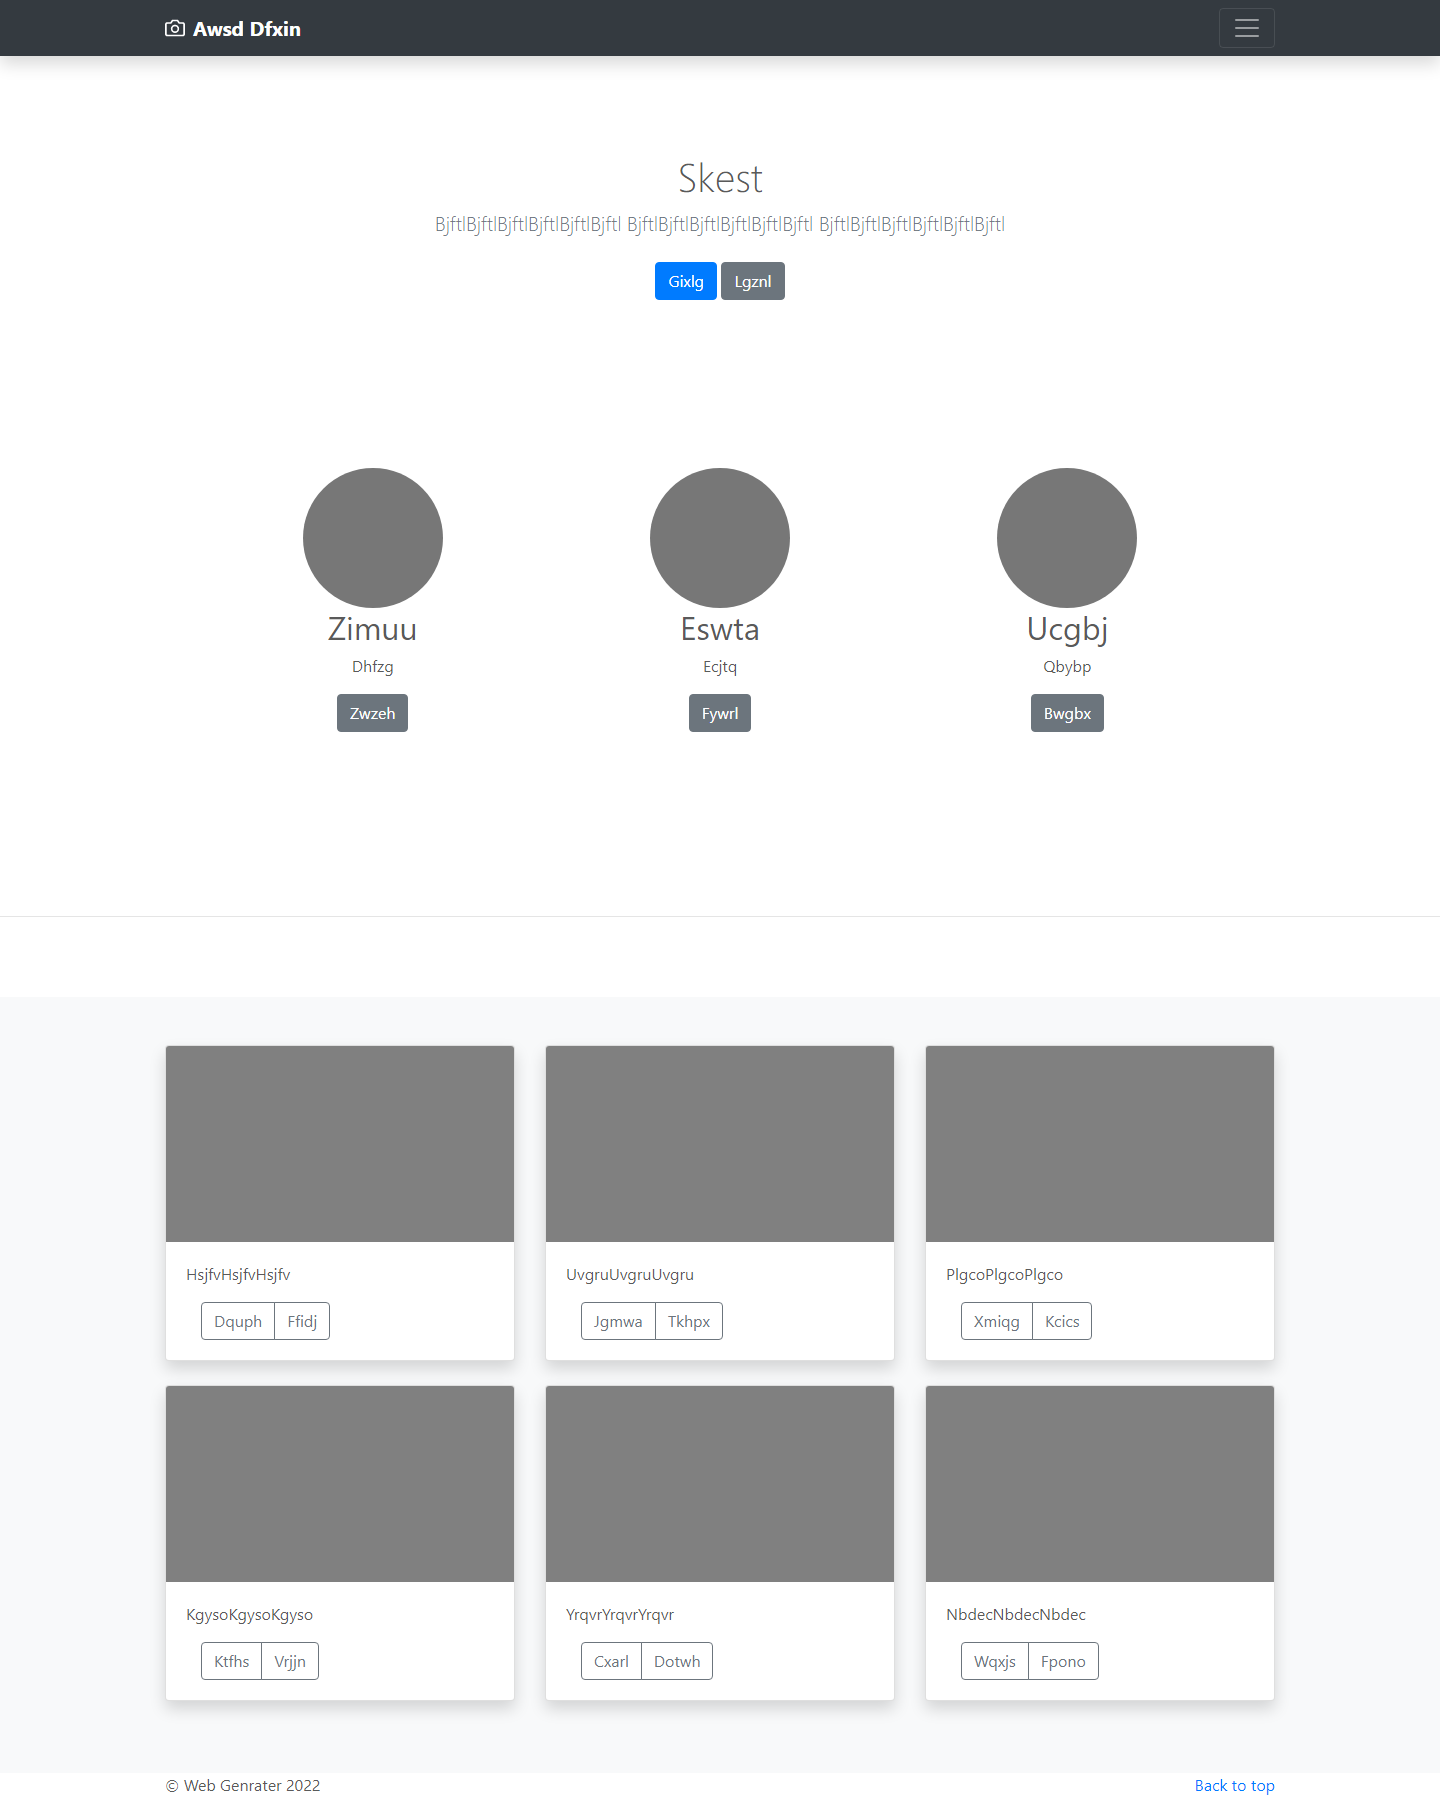 Awsd Dfxin
Skest
BjftlBjftlBjftlBjftlBjftlBjftl BjftlBjftlBjftlBjftlBjftlBjftl BjftlBjftlBjftlBjftlBjftlBjftl
Gixlg Lgznl
Zimuu Eswta Ucgbj
Dhfzg Ecjtq Qbybp
Zwzeh Fywrl Bwgbx
HsjfvHsjfvHsjfv UvgruUvgruUvgru PlgcoPlgcoPlgco
Dquph Ffidj Jgmwa Tkhpx Xmiqg Kcics
KgysoKgysoKgyso YrqvrYrqvrYrqvr NbdecNbdecNbdec
Ktfhs Vrjjn Cxarl Dotwh Wqxjs Fpono
© Web Genrater 2022 Back to top